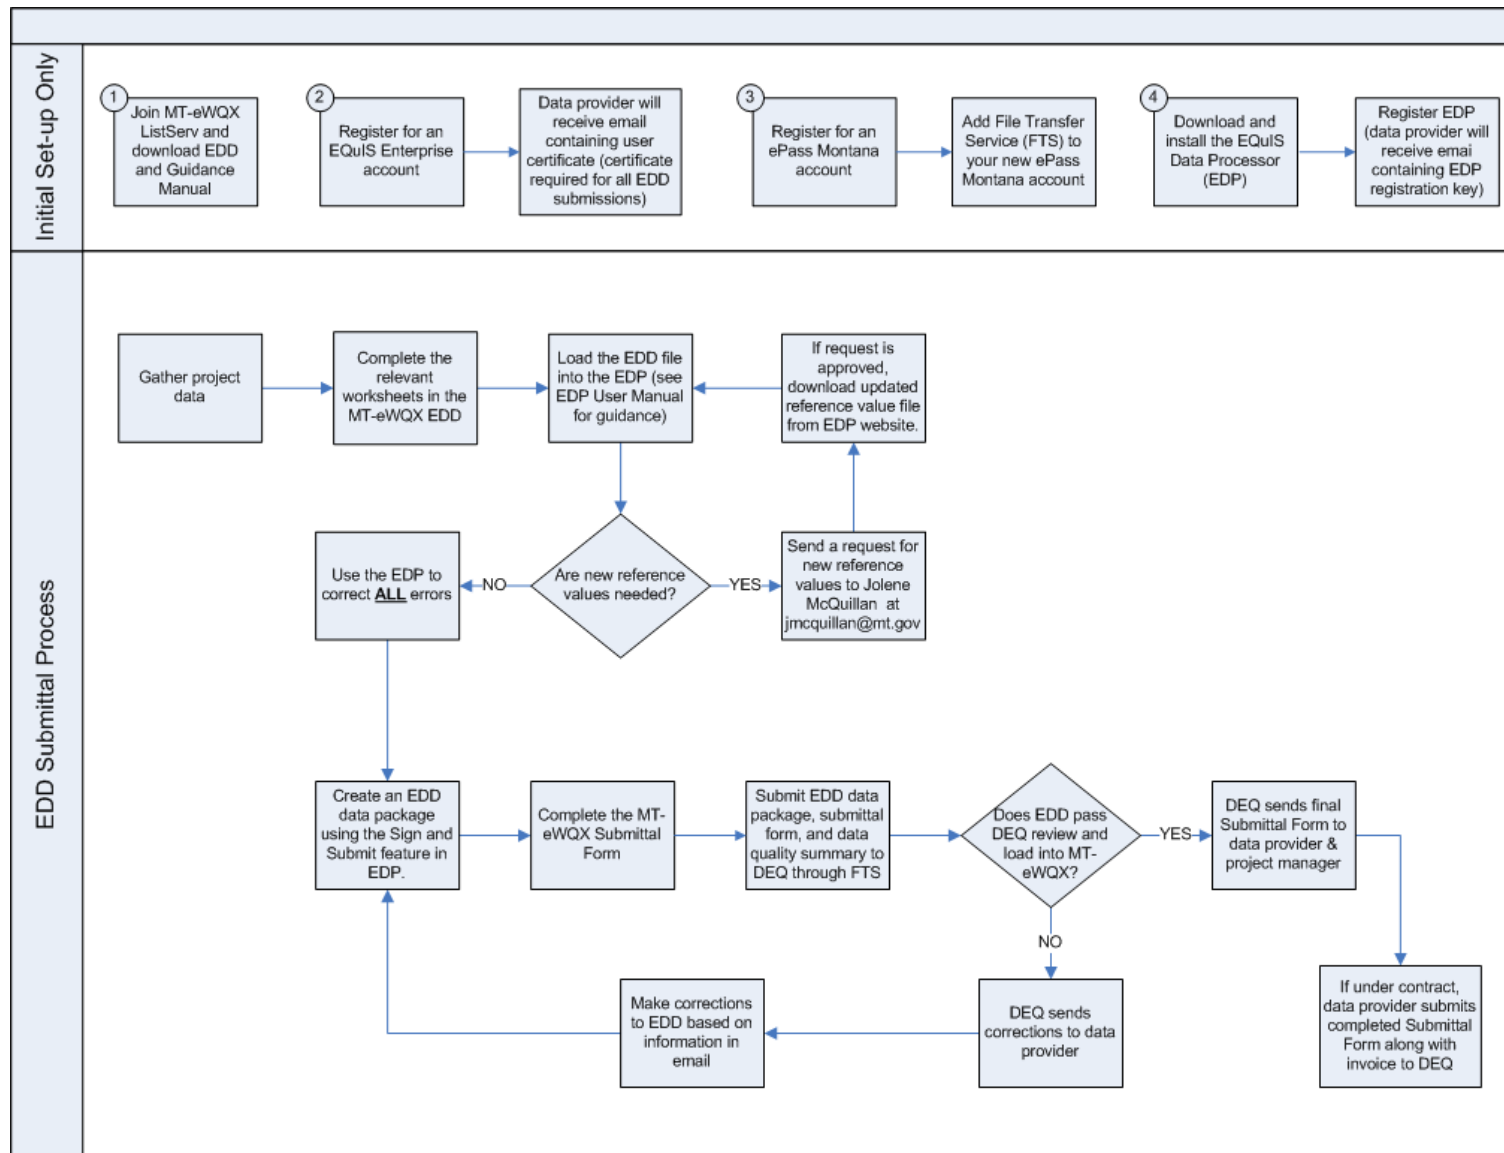 Initial Set-up Only
1
Join MT-eWQX
ListServ and
download EDD
and Guidance
Manual
2
Register for an
EQuIS Enterprise
account
Data provider will
receive email
containing user
certificate (certificate
required for all EDD
submissions)
3
Register for an
ePass Montana
account
Add File Transfer
Service (FTS) to
your new ePass
Montana account
4
Download and
install the EQuIS
Data Processor
(EDP)
Register EDP
(data provider will
receive emai
containing EDP
registration key)
EDD Submittal Process
Gather project
data
Complete the
relevant
worksheets in the
MT-eWQX EDD
Load the EDD file
into the EDP (see
EDP User Manual
for guidance)
If request is
approved,
download updated
reference value file
from EDP website.
Use the EDP to
correct ALL errors
NO
Are new reference
values needed?
YES
Send a request for
new reference
values to Jolene
McQuillan at
jmcquillan@mt.gov
Create an EDD
data package
using the Sign and
Submit feature in
EDP.
Complete the MT-
eWQX Submittal
Form
Submit EDD data
package, submittal
form, and data
quality summary to
DEQ through FTS
Does EDD pass
DEQ review and
load into MT-
eWQX?
YES
DEQ sends final
Submittal Form to
data provider &
project manager
NO
Make corrections
to EDD based on
information in
email
DEQ sends
corrections to data
provider
If under contract,
data provider submits
completed Submittal
Form along with
invoice to DEQ